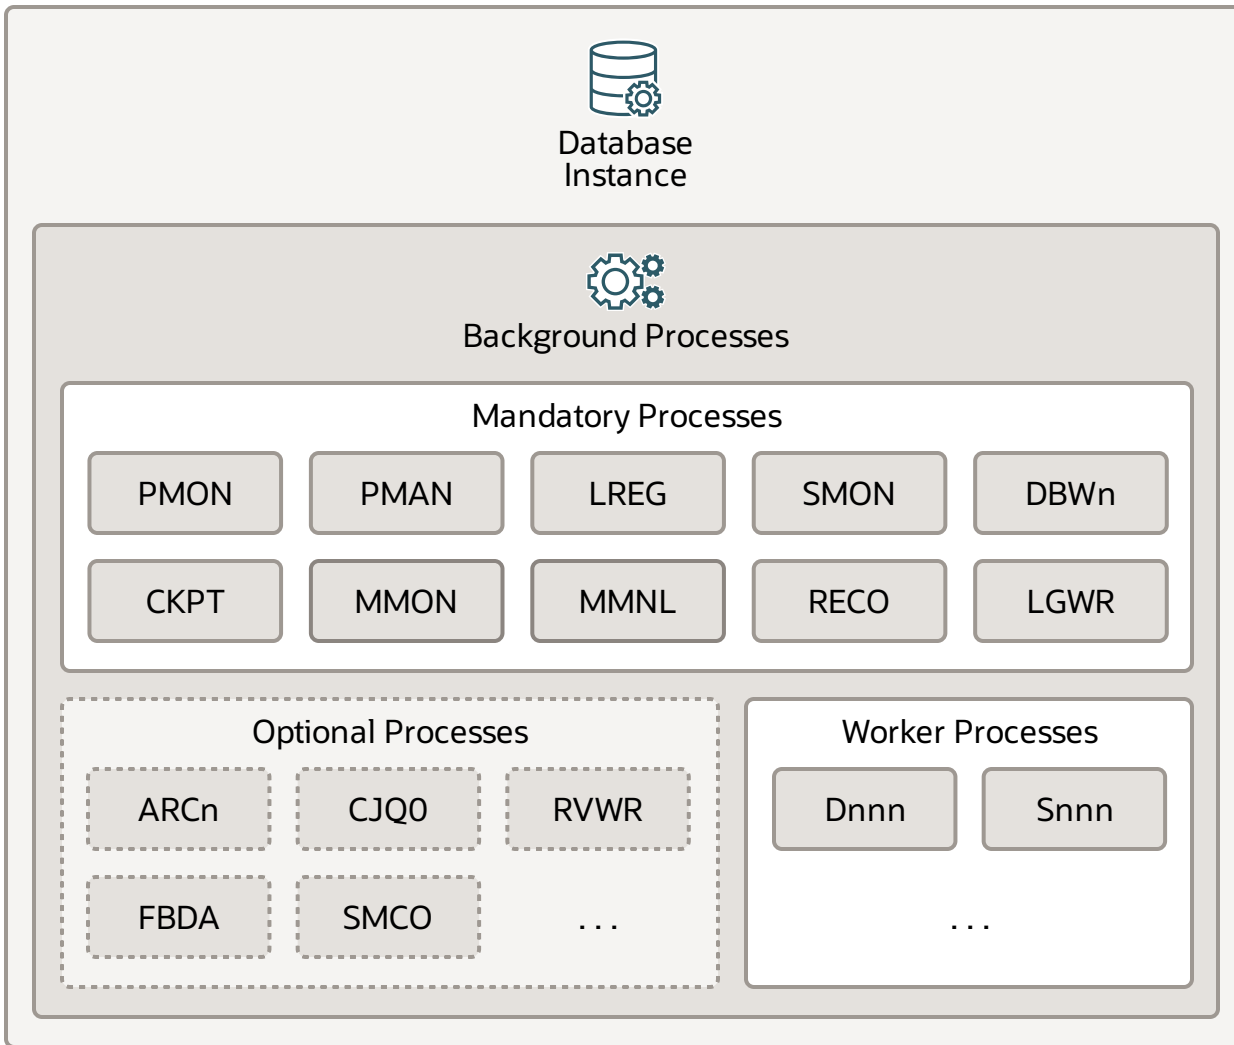 Database
Instance
Background Processes
Mandatory Processes
PMON PMAN LREG SMON DBWn
CKPT MMON MMNL RECO LGWR
Optional Processes
ARCn CJQ0 RVWR
FBDA SMCO ...
Worker Processes
Dnnn Snnn
...